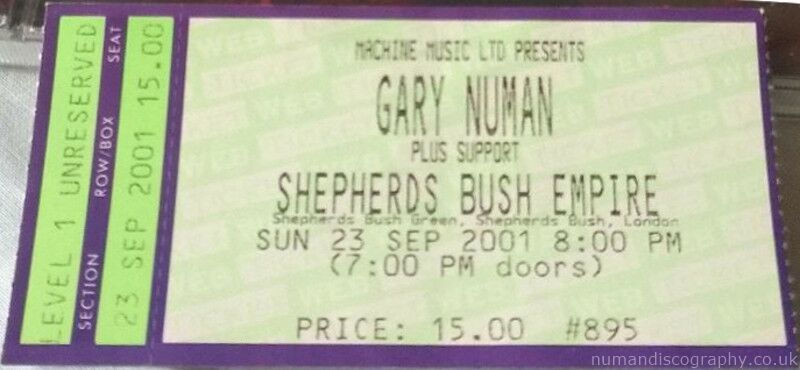 LEVEL 1 UNRESERVED
SECTION ROW/BOX SEAT
23 SEP 2001 15.00
MACHINE MUSIC LTD PRESENTS
GARY NUMAN
PLUS SUPPORT
SHEPHERDS BUSH EMPIRE
Shepherds Bush Green, Shepherds Bush, London
SUN 23 SEP 2001 8:00 PM
(7:00 PM doors)
PRICE: 15.00 #895
numandiscography.co.uk